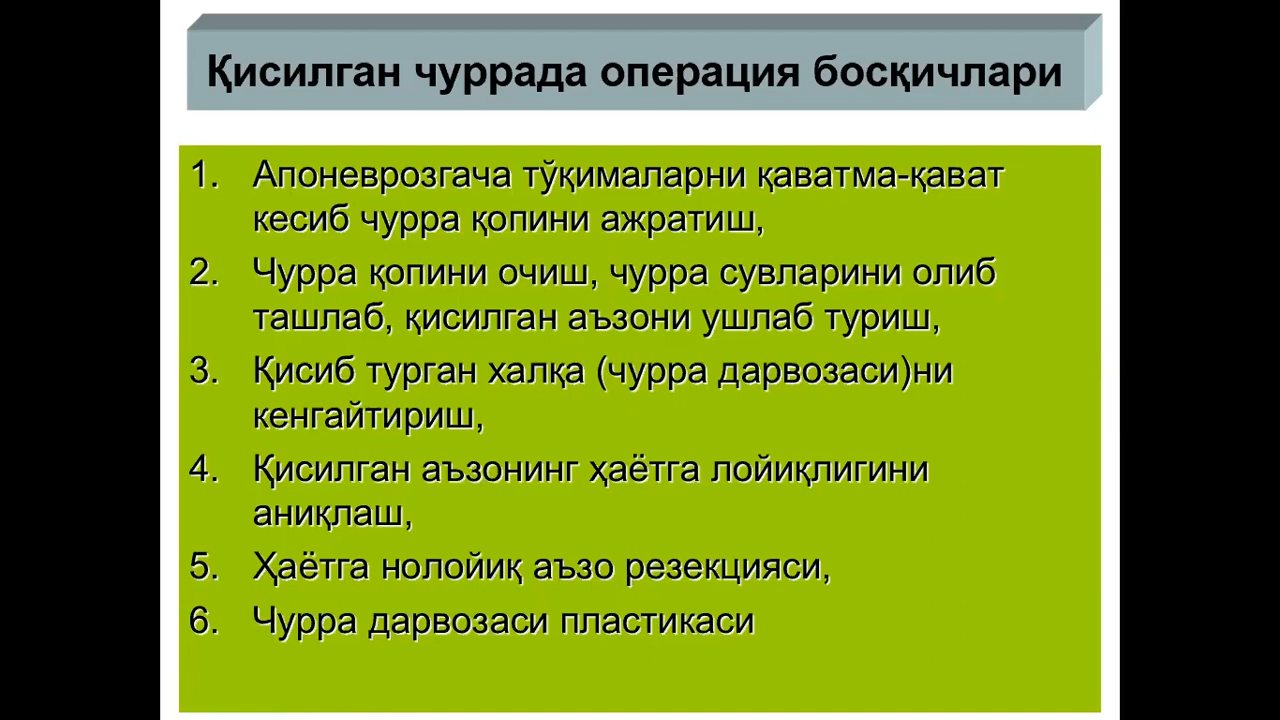 Қисилган чуррада операция босқичлари
1. Апоневрозгача тўқималарни қаватма-қават
кесиб чурра қопини ажратиш,
2. Чурра қопини очиш, чурра сувларини олиб
ташлаб, қисилган аъзони ушлаб туриш,
3. Қисиб турган халқа (чурра дарвозаси)ни
кенгайтириш,
4. Қисилган аъзонинг ҳаётга лойиқлигини
аниқлаш,
5. Ҳаётга нолойиқ аъзо резекцияси,
6. Чурра дарвозаси пластикаси